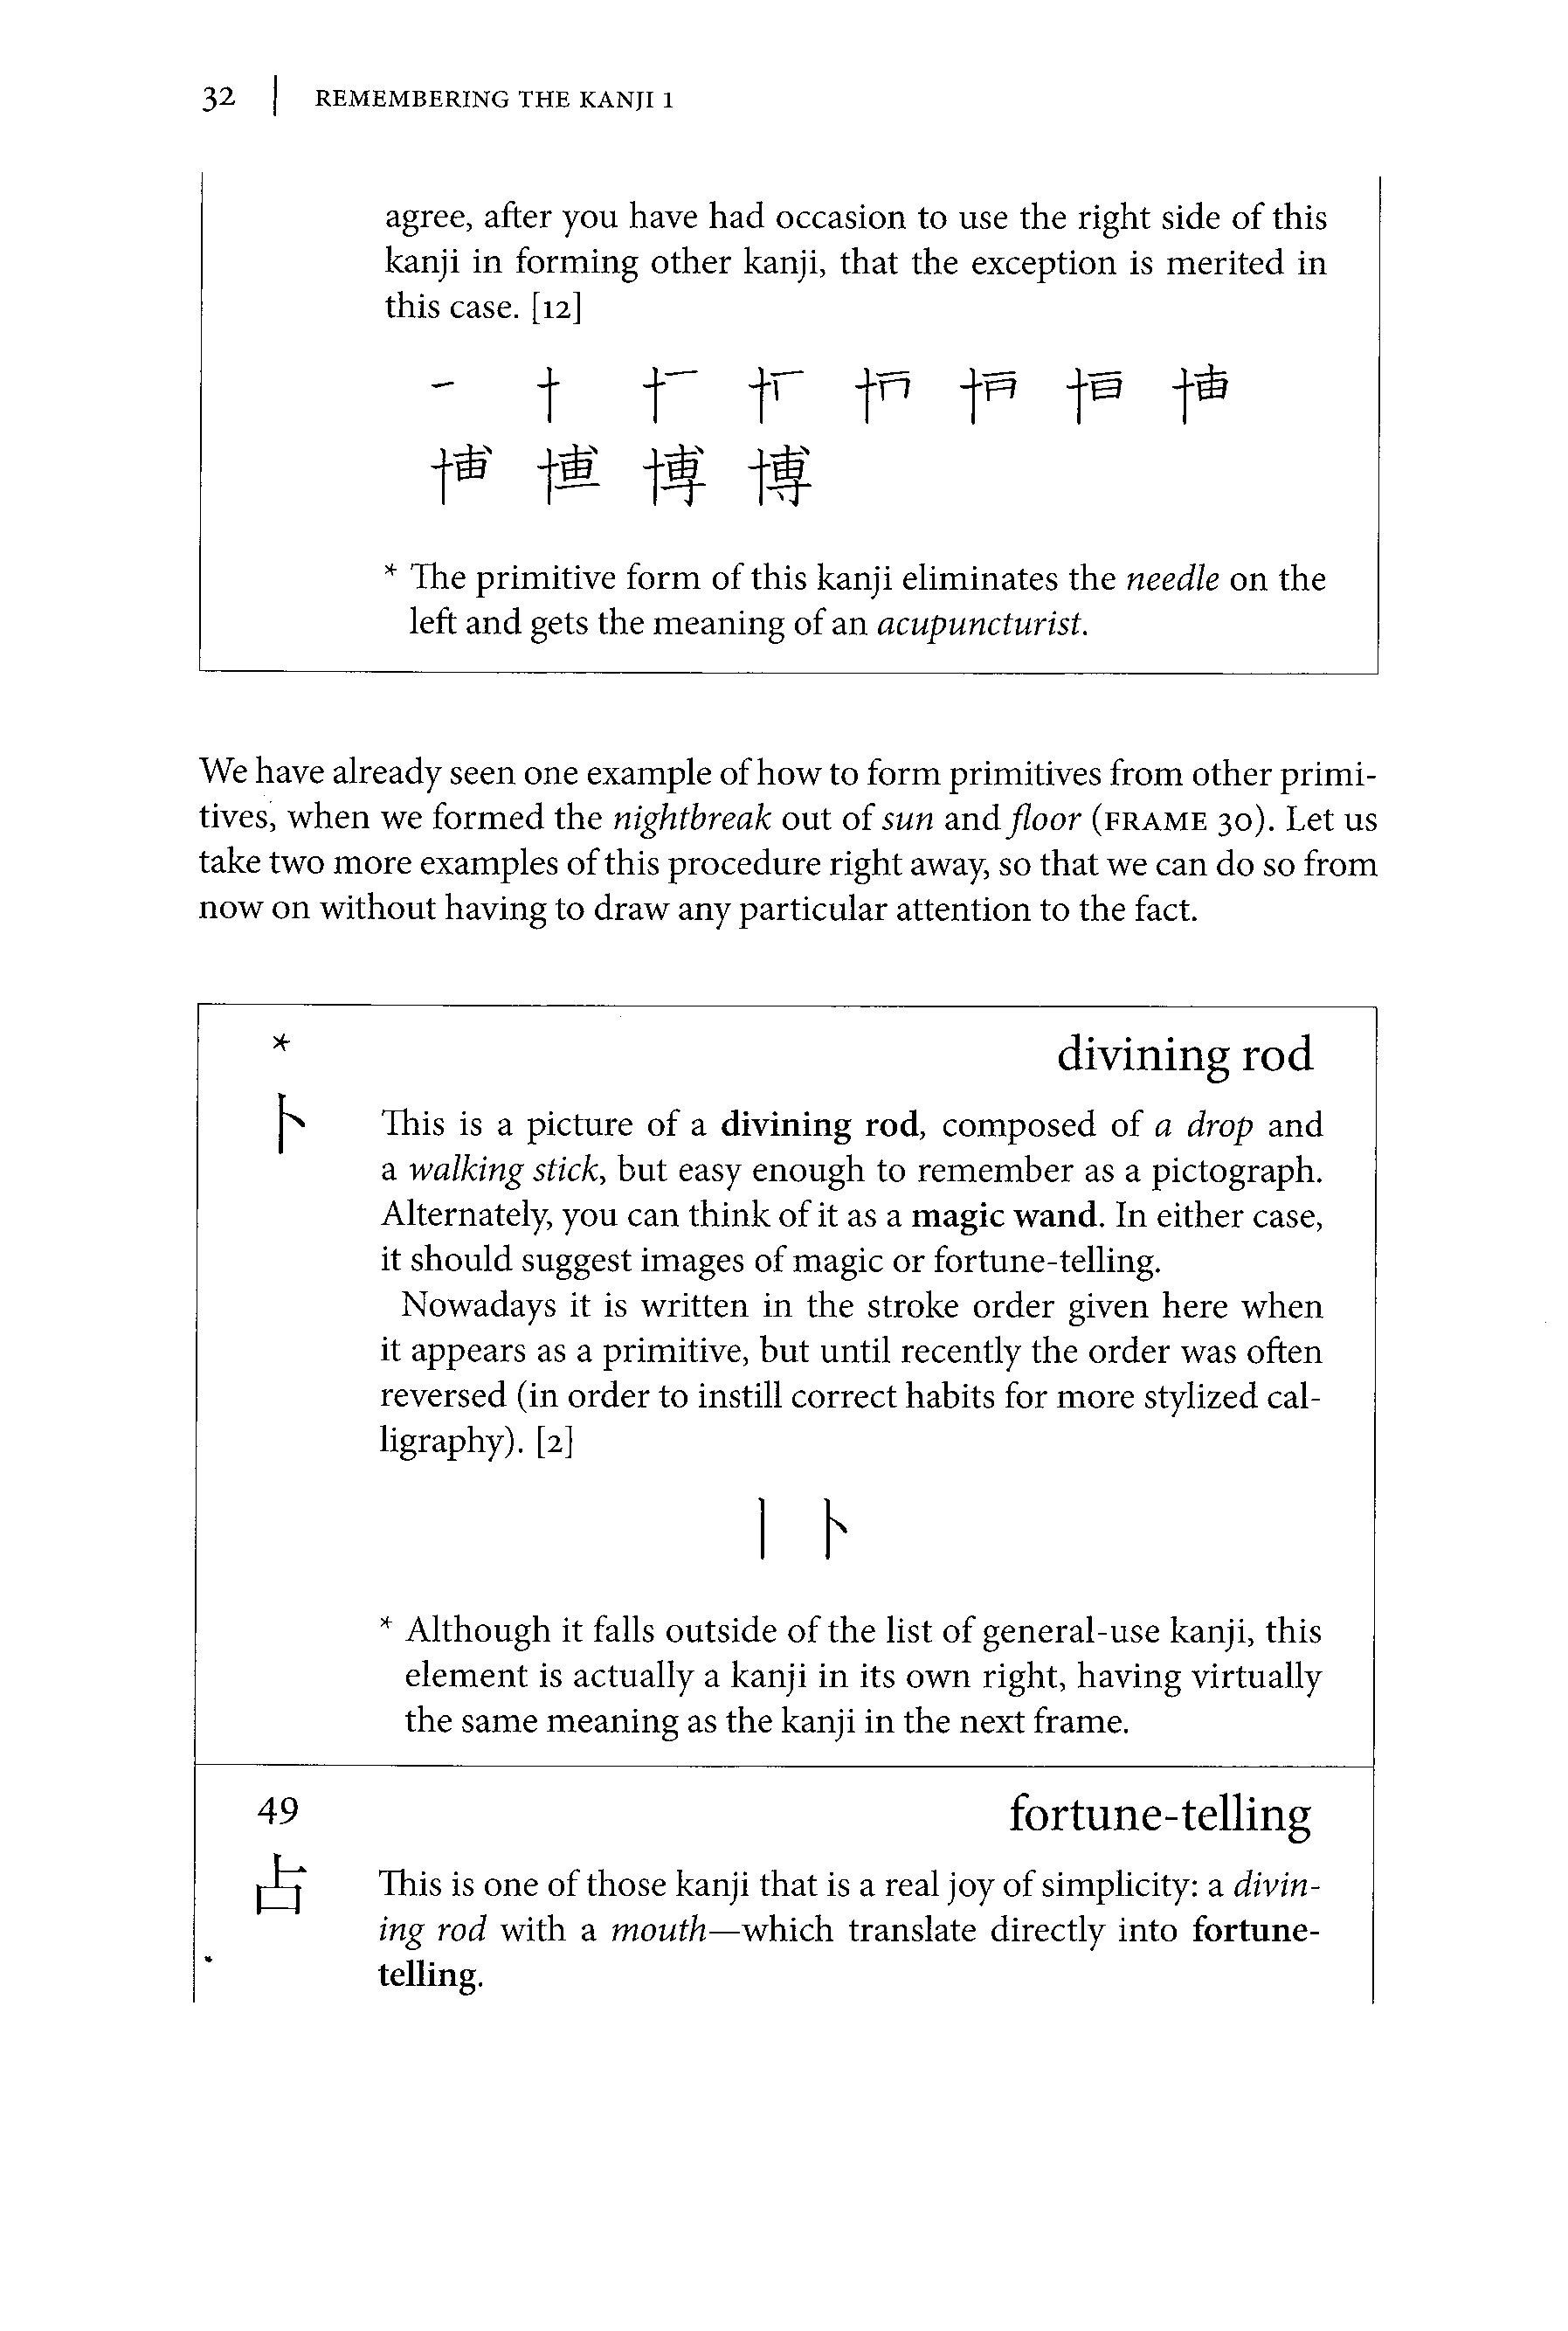 32 | REMEMBERING THE KANJI 1
agree, after you have had occasion to use the right side of this
kanji in forming other kanji, that the exception is merited in
this case. [12]
博 博
* The primitive form of this kanji eliminates the needle on the
left and gets the meaning of an acupuncturist.
We have already seen one example of how to form primitives from other primi-
tives, when we formed the nightbreak out of sun and floor (FRAME 30). Let us
take two more examples of this procedure right away, so that we can do so from
now on without having to draw any particular attention to the fact.
* divining rod
卜 This is a picture of a divining rod, composed of a drop and
a walking stick, but easy enough to remember as a pictograph.
Alternately, you can think of it as a magic wand. In either case,
it should suggest images of magic or fortune-telling.
Nowadays it is written in the stroke order given here when
it appears as a primitive, but until recently the order was often
reversed (in order to instill correct habits for more stylized cal-
ligraphy). [2]
丨 卜
* Although it falls outside of the list of general-use kanji, this
element is actually a kanji in its own right, having virtually
the same meaning as the kanji in the next frame.
49 fortune-telling
占 This is one of those kanji that is a real joy of simplicity: a divin-
ing rod with a mouth—which translate directly into fortune-
telling.